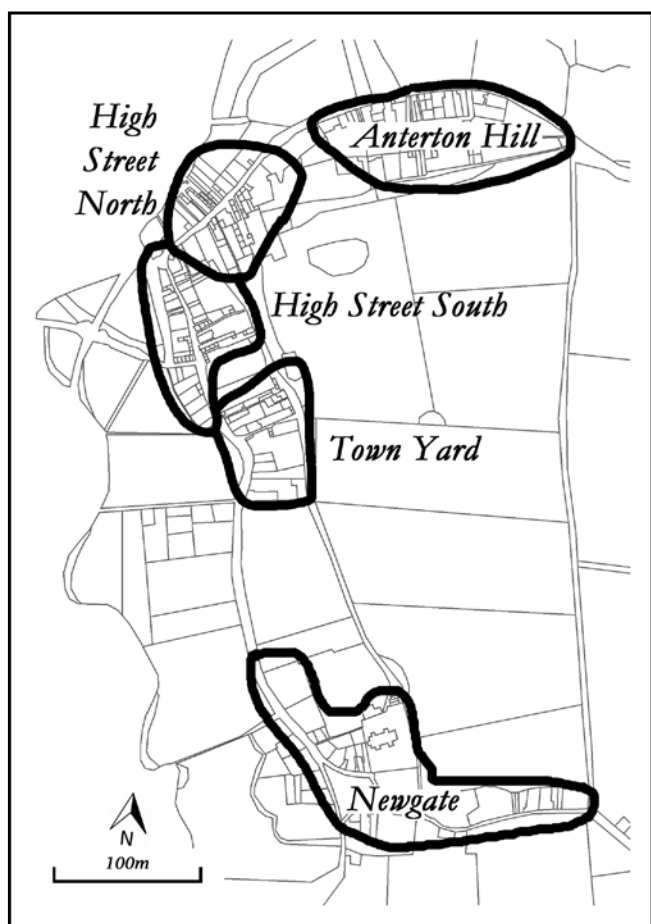 High
Street
North
Anterton Hill
High Street South
Town Yard
Newgate
N
100m